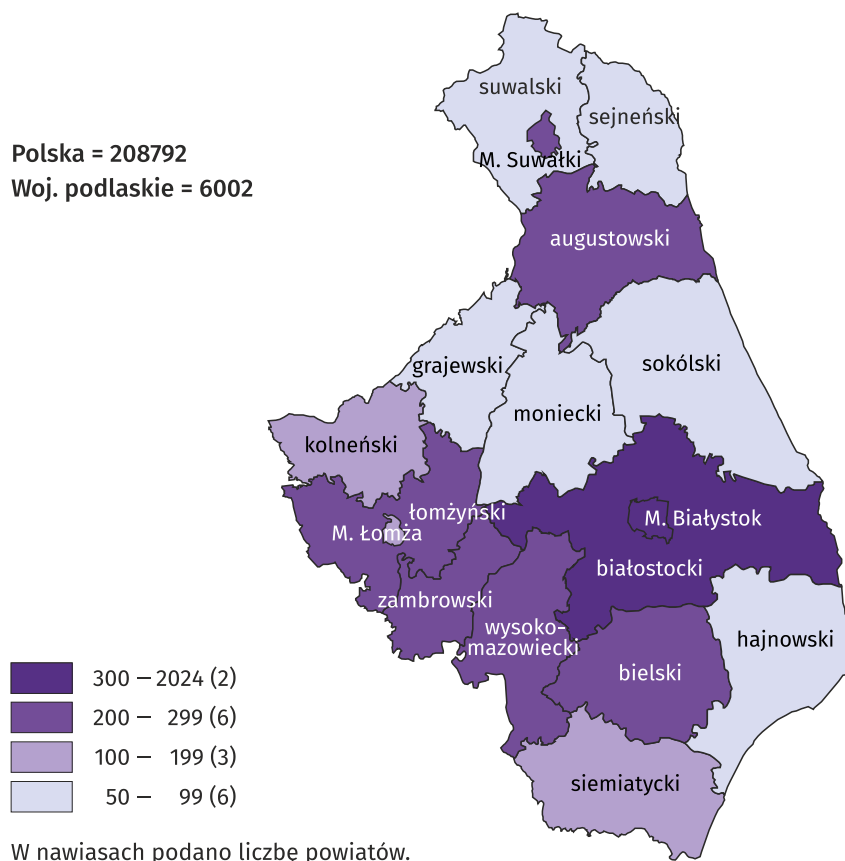 suwalski
sejneński
Polska = 208792
M. Suwałki
Woj. podlaskie = 6002
augustowski
grajewski
sokólski
moniecki
kolneński
łomżyński
M. Białystok
M. Łomża
białostocki
zambrowski
wysoko-
mazowiecki
hajnowski
bielski
300 – 2024 (2)
200 – 299 (6)
100 – 199 (3)
siemiatycki
50 – 99 (6)
W nawiasach podano liczbę powiatów.